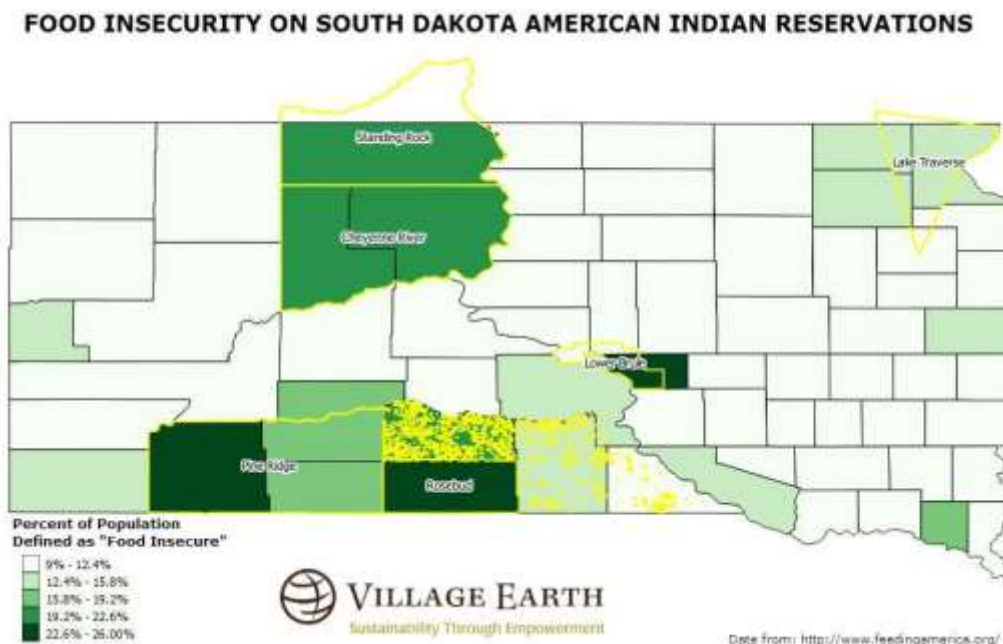 FOOD INSECURITY ON SOUTH DAKOTA AMERICAN INDIAN RESERVATIONS
Standing Rock
Lake Traverse
Cheyenne River
Lower Brule
Pine Ridge
Rosebud
Percent of Population
Defined as "Food Insecure"
9% - 12.4%
12.4% - 15.8%
15.8% - 19.2%
19.2% - 22.6%
22.6% - 26.00%
VILLAGE EARTH
Sustainability Through Empowerment
Date from: http://www.feedingamerica.org/